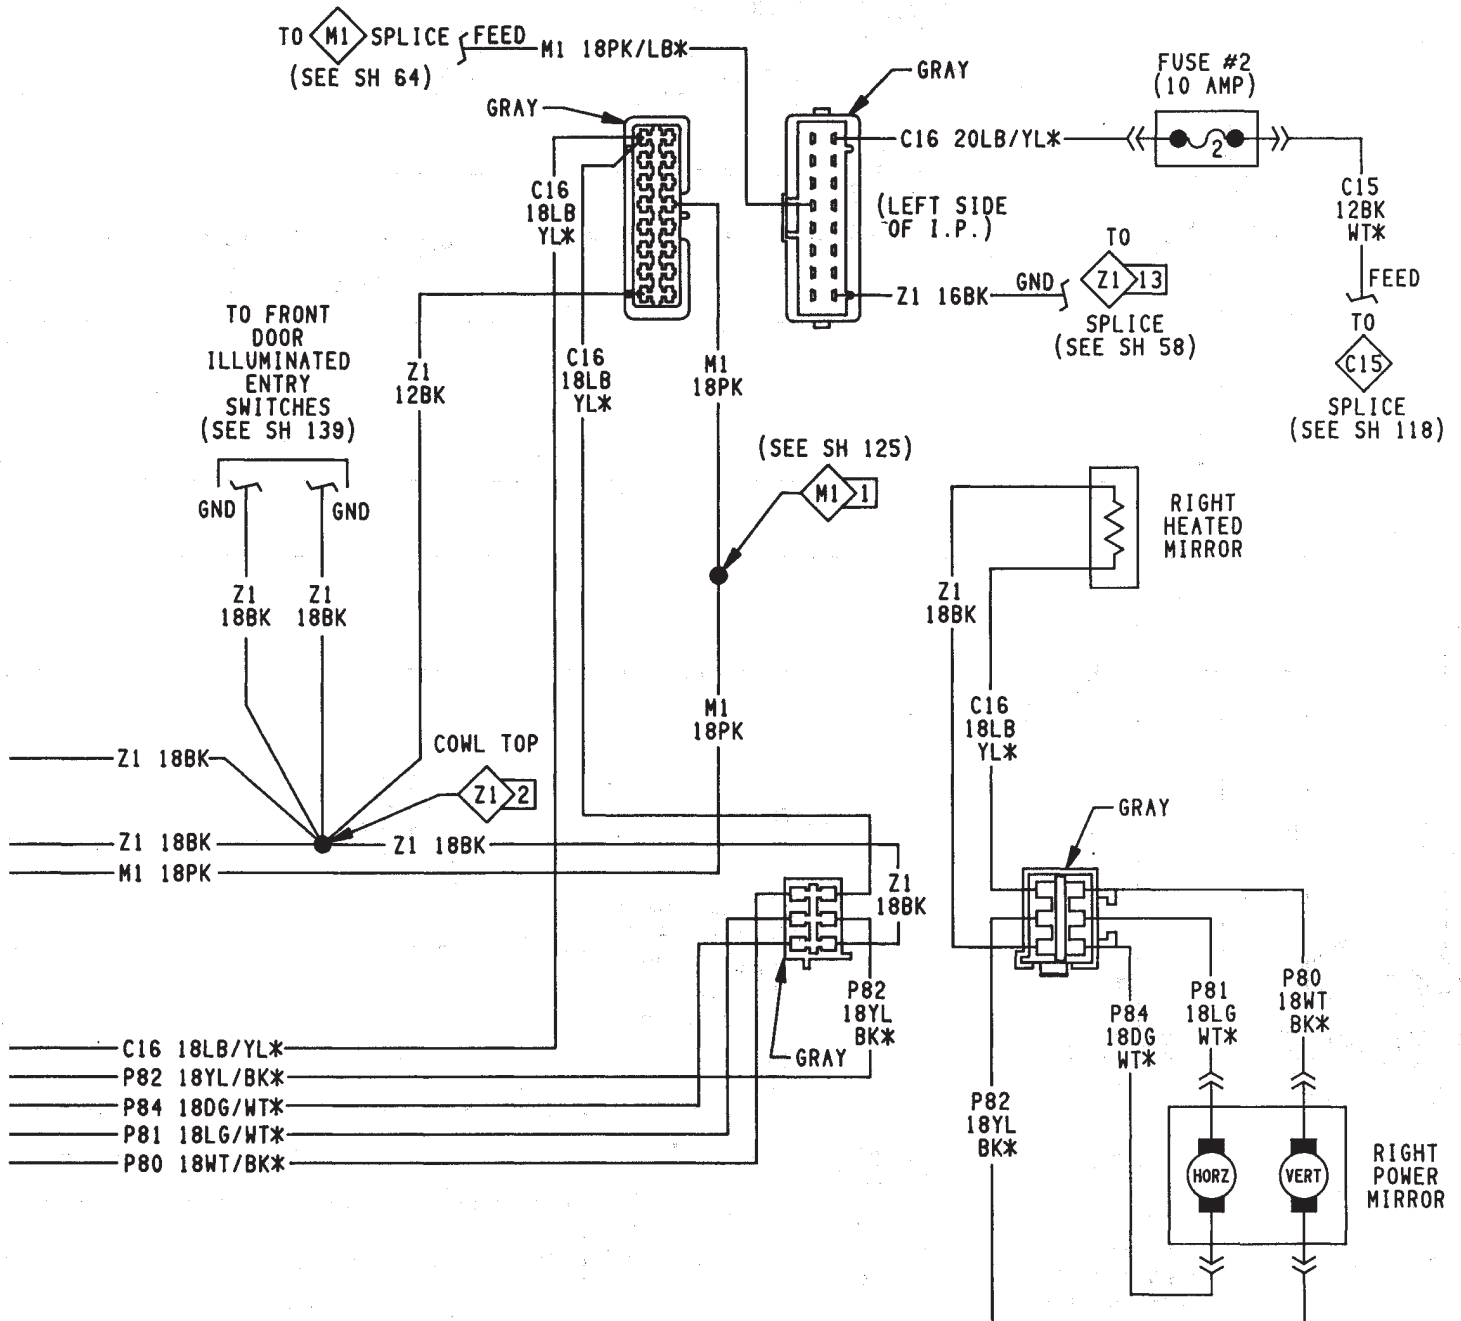 TO M1 SPLICE FEED
(SEE SH 64)
M1 18PK/LB*
GRAY
GRAY
FUSE #2
(10 AMP)
C16 20LB/YL*
2
C16
18LB
YL*
(LEFT SIDE
OF I.P.)
C15
12BK
WT*
FEED
TO
C15
SPLICE
(SEE SH 118)
TO
Z1 13
SPLICE
(SEE SH 58)
Z1 16BK
GND
TO FRONT
DOOR
ILLUMINATED
ENTRY
SWITCHES
(SEE SH 139)
GND
GND
Z1
12BK
C16
18LB
YL*
M1
18PK
(SEE SH 125)
M1 1
RIGHT
HEATED
MIRROR
Z1
18BK
Z1
18BK
Z1
18BK
C16
18LB
YL*
M1
18PK
COWL TOP
Z1 2
Z1 18BK
Z1 18BK
Z1 18BK
M1 18PK
Z1
18BK
GRAY
P82
18YL
BK*
GRAY
P84
18DG
WT*
P81
18LG
WT*
P80
18WT
BK*
C16 18LB/YL*
P82 18YL/BK*
P84 18DG/WT*
P81 18LG/WT*
P80 18WT/BK*
P82
18YL
BK*
HORZ
VERT
RIGHT
POWER
MIRROR